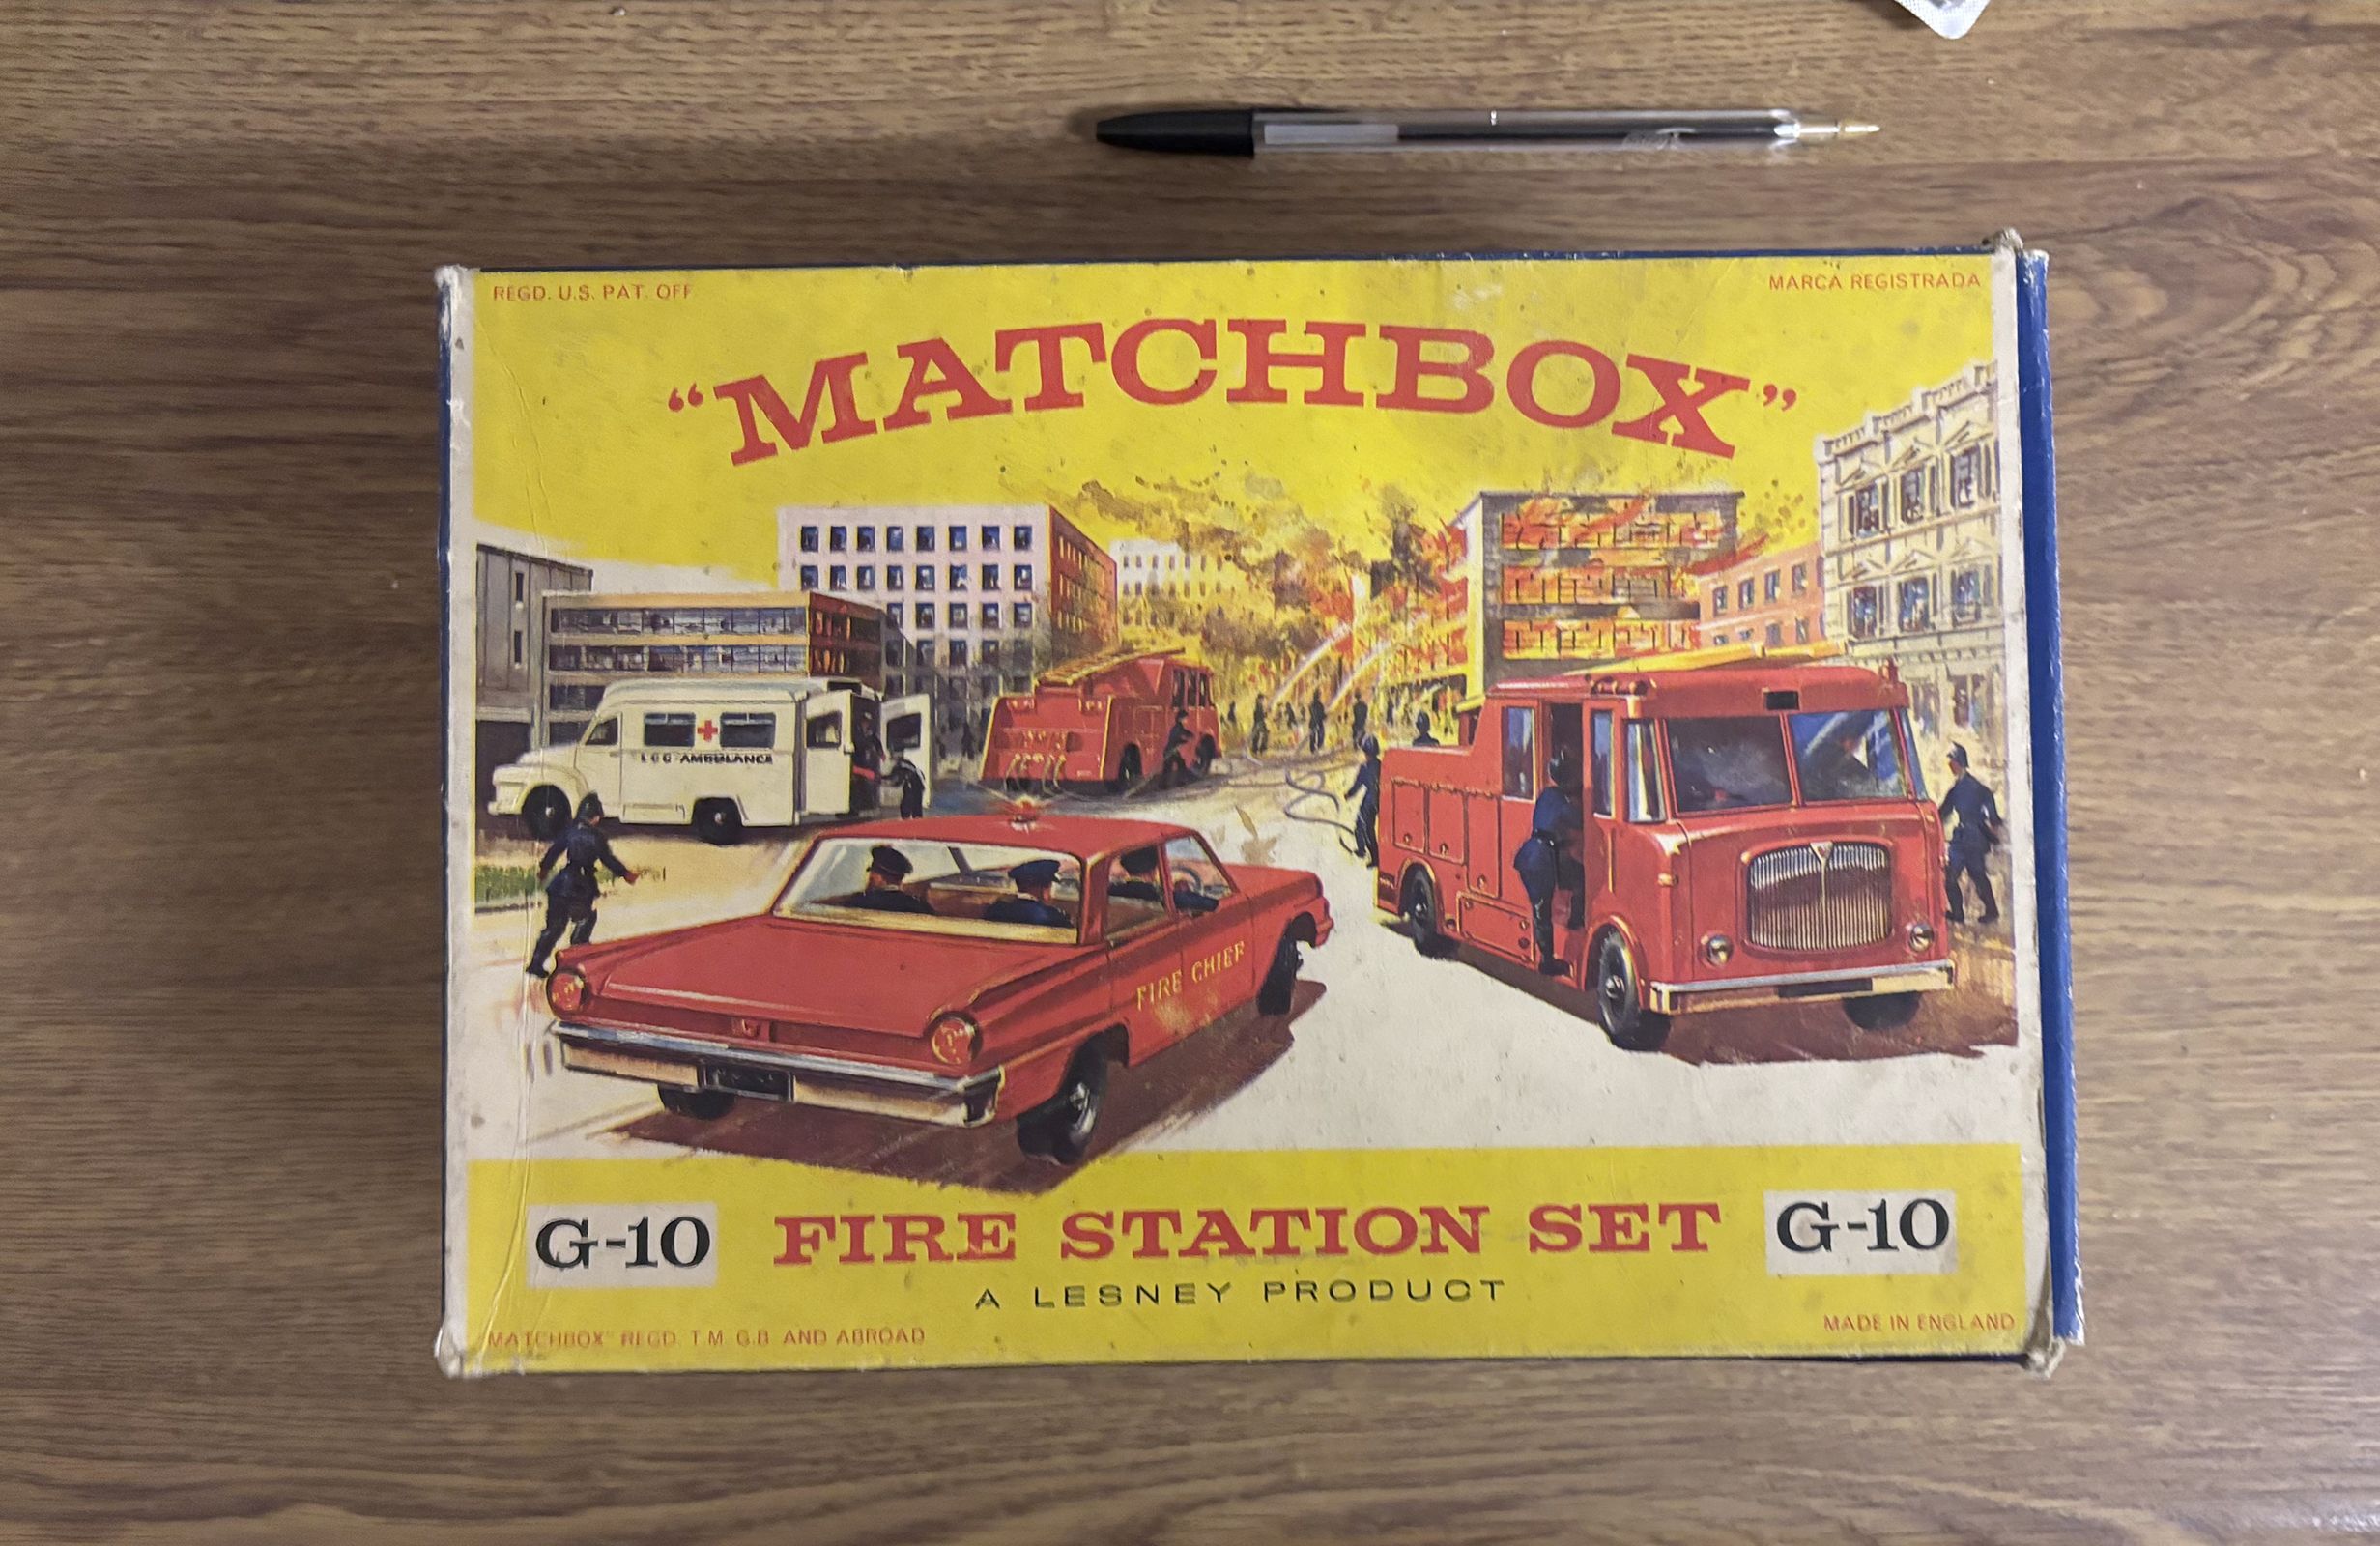 REGD. U.S. PAT. OFF
MARCA REGISTRADA
"MATCHBOX"
LCC AMBULANCE
FIRE CHIEF
G-10
FIRE STATION SET
G-10
A LESNEY PRODUCT
MATCHBOX" REGD. T.M. G.B. AND ABROAD
MADE IN ENGLAND